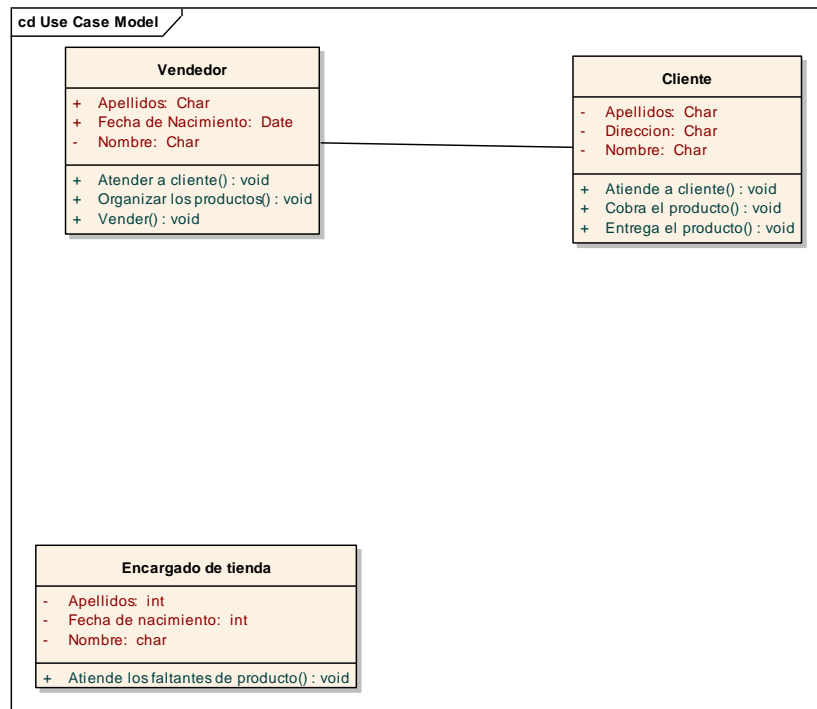 cd Use Case Model
Vendedor
+ Apellidos: Char
+ Fecha de Nacimiento: Date
- Nombre: Char
+ Atender a cliente() : void
+ Organizar los productos() : void
+ Vender() : void
Cliente
- Apellidos: Char
- Direccion: Char
- Nombre: Char
+ Atiende a cliente() : void
+ Cobra el producto() : void
+ Entrega el producto() : void
Encargado de tienda
- Apellidos: int
- Fecha de nacimiento: int
- Nombre: char
+ Atiende los faltantes de producto() : void